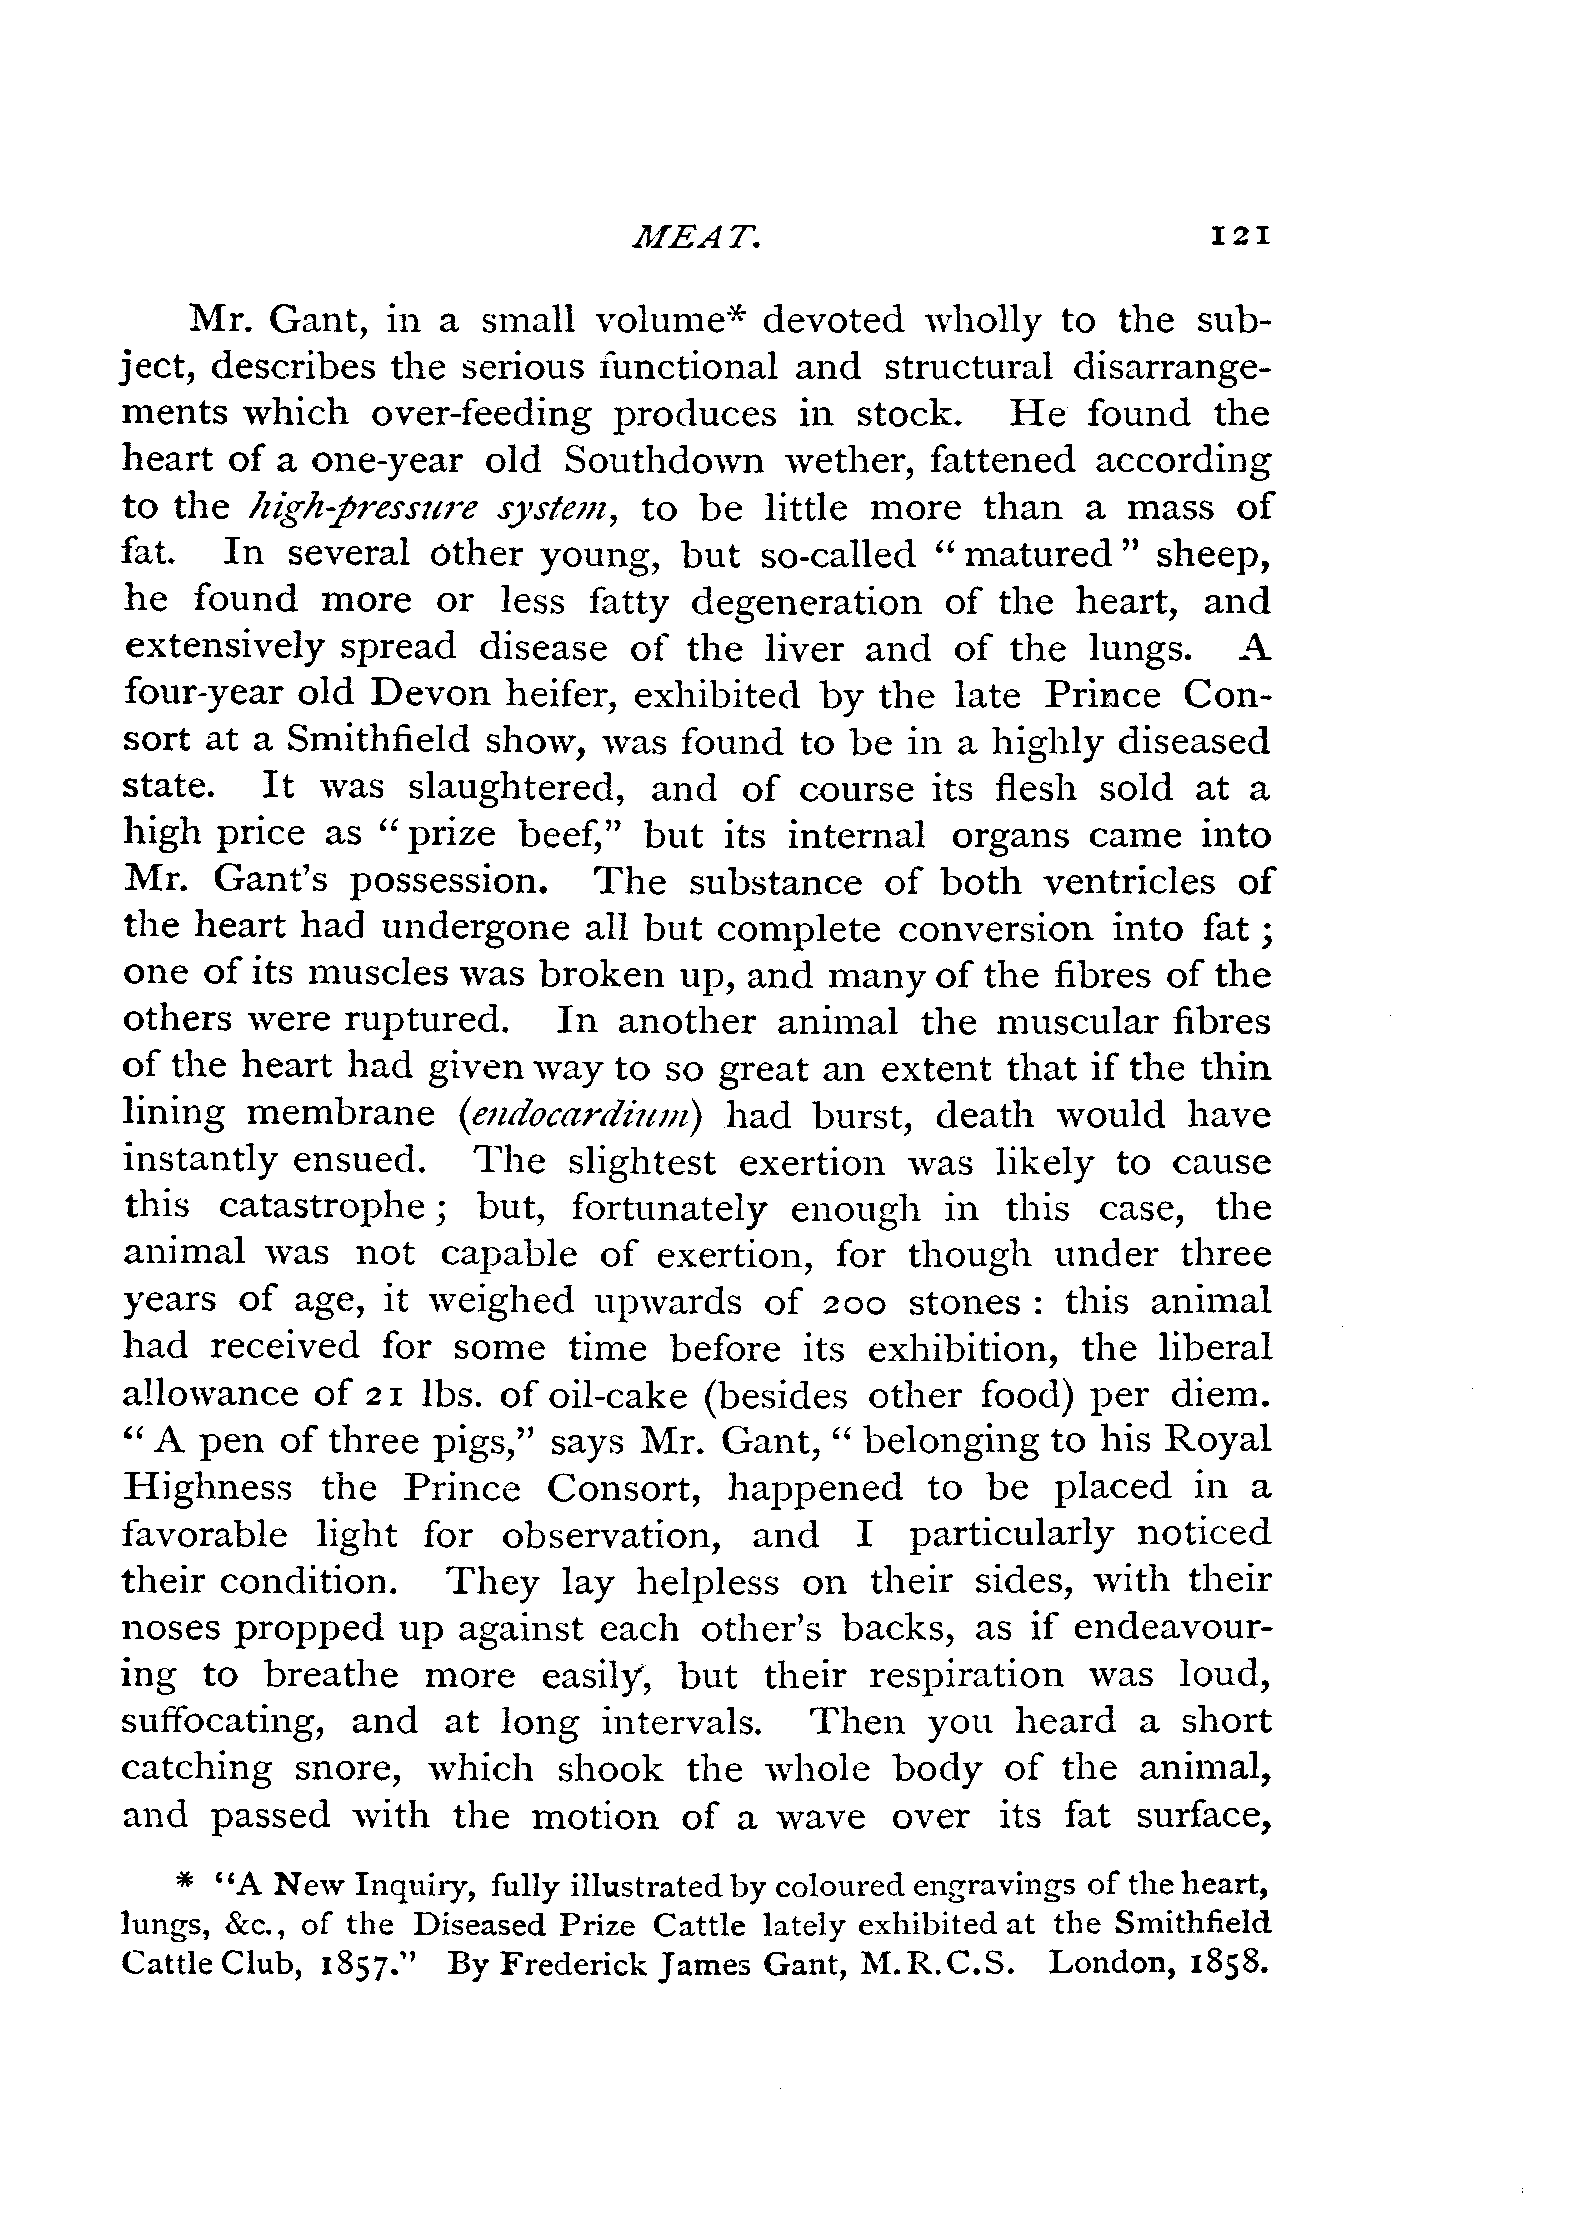 MEAT. 121
Mr. Gant, in a small volume* devoted wholly to the sub-
ject, describes the serious functional and structural disarrange-
ments which over-feeding produces in stock. He found the
heart of a one-year old Southdown wether, fattened according
to the high-pressure system, to be little more than a mass of
fat. In several other young, but so-called “matured” sheep,
he found more or less fatty degeneration of the heart, and
extensively spread disease of the liver and of the lungs. A
four-year old Devon heifer, exhibited by the late Prince Con-
sort at a Smithfield show, was found to be in a highly diseased
state. It was slaughtered, and of course its flesh sold at a
high price as “prize beef,” but its internal organs came into
Mr. Gant’s possession. The substance of both ventricles of
the heart had undergone all but complete conversion into fat;
one of its muscles was broken up, and many of the fibres of the
others were ruptured. In another animal the muscular fibres
of the heart had given way to so great an extent that if the thin
lining membrane (endocardium) had burst, death would have
instantly ensued. The slightest exertion was likely to cause
this catastrophe; but, fortunately enough in this case, the
animal was not capable of exertion, for though under three
years of age, it weighed upwards of 200 stones: this animal
had received for some time before its exhibition, the liberal
allowance of 21 lbs. of oil-cake (besides other food) per diem.
“A pen of three pigs,” says Mr. Gant, “belonging to his Royal
Highness the Prince Consort, happened to be placed in a
favorable light for observation, and I particularly noticed
their condition. They lay helpless on their sides, with their
noses propped up against each other’s backs, as if endeavour-
ing to breathe more easily, but their respiration was loud,
suffocating, and at long intervals. Then you heard a short
catching snore, which shook the whole body of the animal,
and passed with the motion of a wave over its fat surface,
* “A New Inquiry, fully illustrated by coloured engravings of the heart,
lungs, &c., of the Diseased Prize Cattle lately exhibited at the Smithfield
Cattle Club, 1857.” By Frederick James Gant, M.R.C.S. London, 1858.